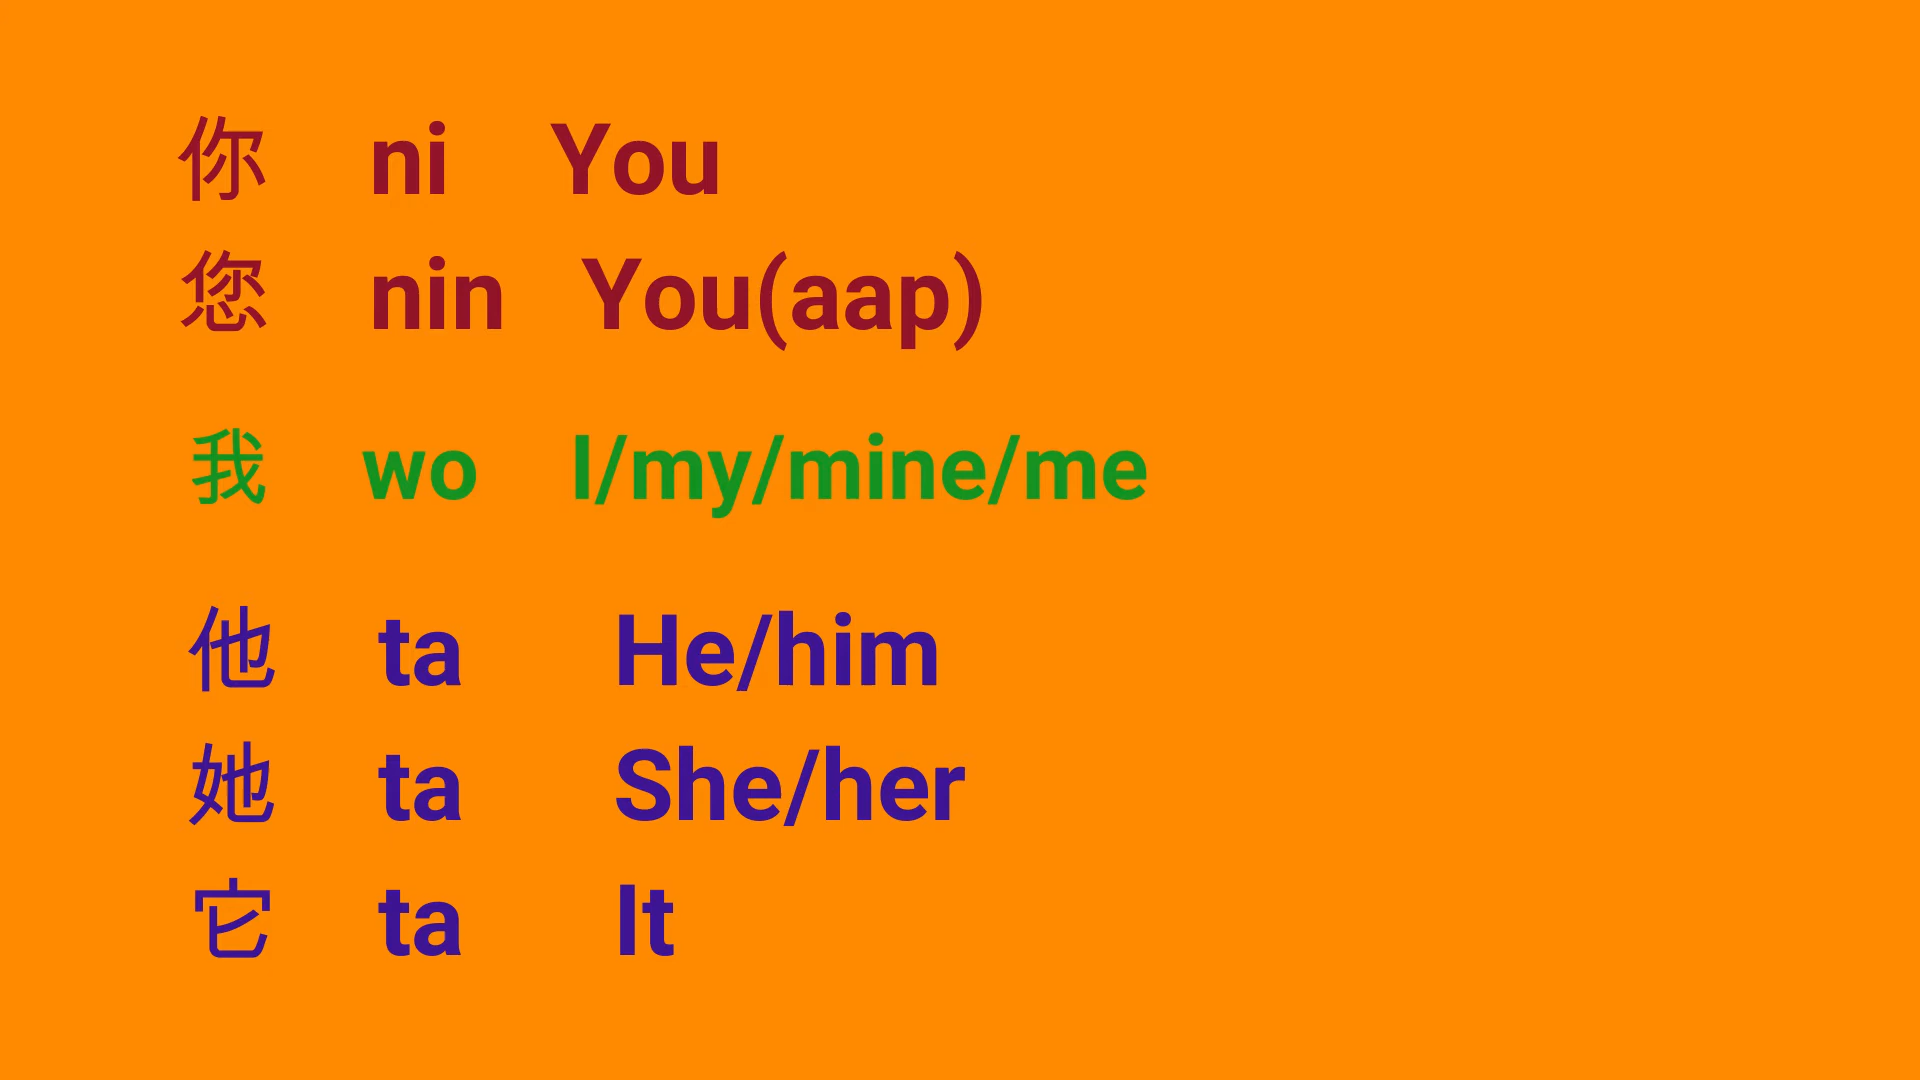 你 ni You
您 nin You(aap)
我 wo I/my/mine/me
他 ta He/him
她 ta She/her
它 ta It